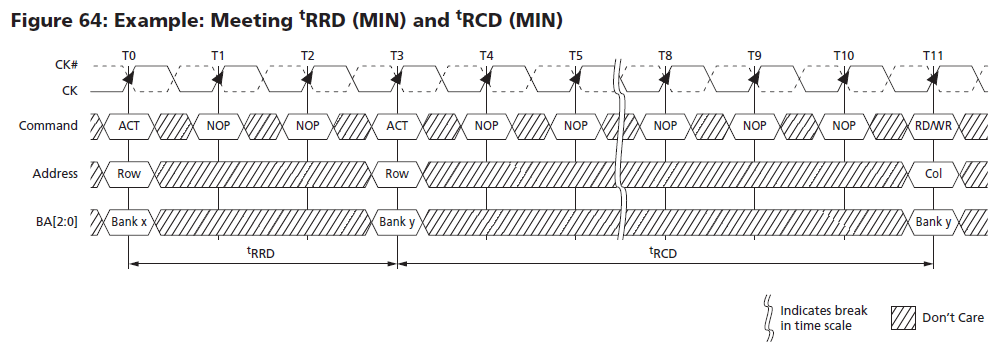 Figure 64: Example: Meeting tRRD (MIN) and tRCD (MIN)
T0 T1 T2 T3 T4 T5 T8 T9 T10 T11
CK#
CK
Command ACT NOP NOP ACT NOP NOP NOP NOP NOP RD/WR
Address Row Row Col
BA[2:0] Bank x Bank y Bank y
tRRD tRCD
Indicates break
in time scale
Don't Care